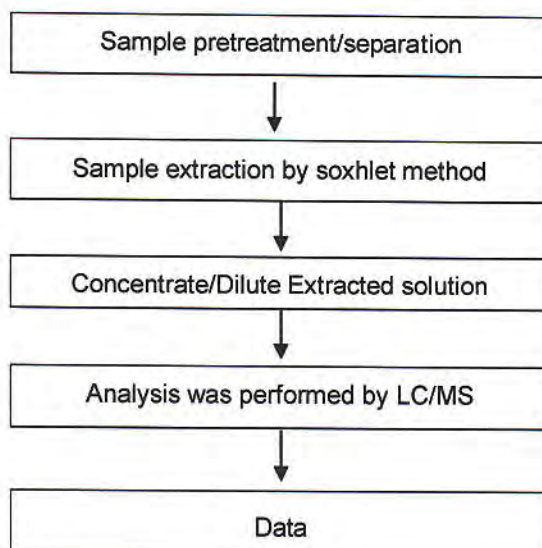 Sample pretreatment/separation
Sample extraction by soxhlet method
Concentrate/Dilute Extracted solution
Analysis was performed by LC/MS
Data